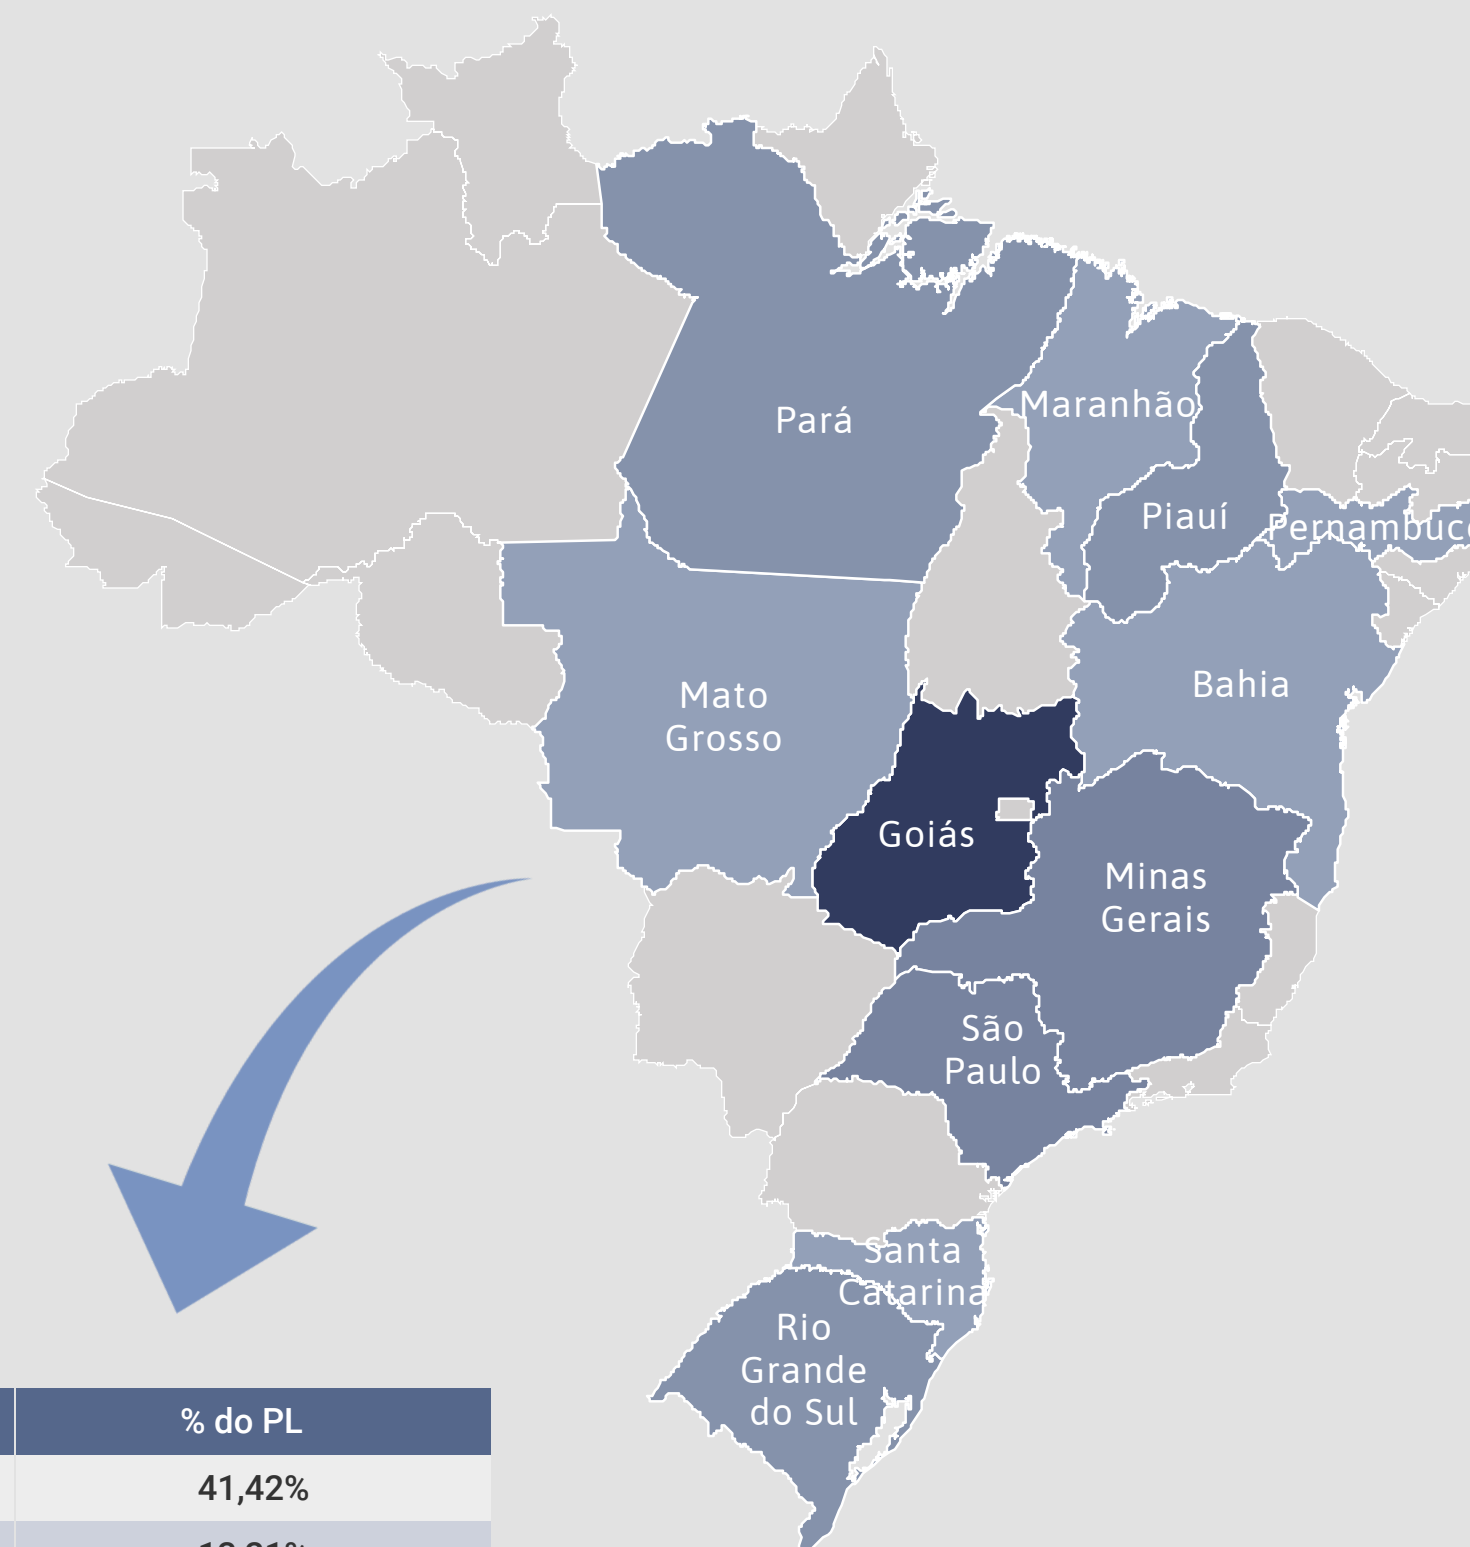 Pará
Maranhão
Piauí
Mato
Grosso
Bahia
Goiás
Minas
Gerais
São
Paulo
Santa
Catarina
Rio
Grande
do Sul
% do PL
41,42%